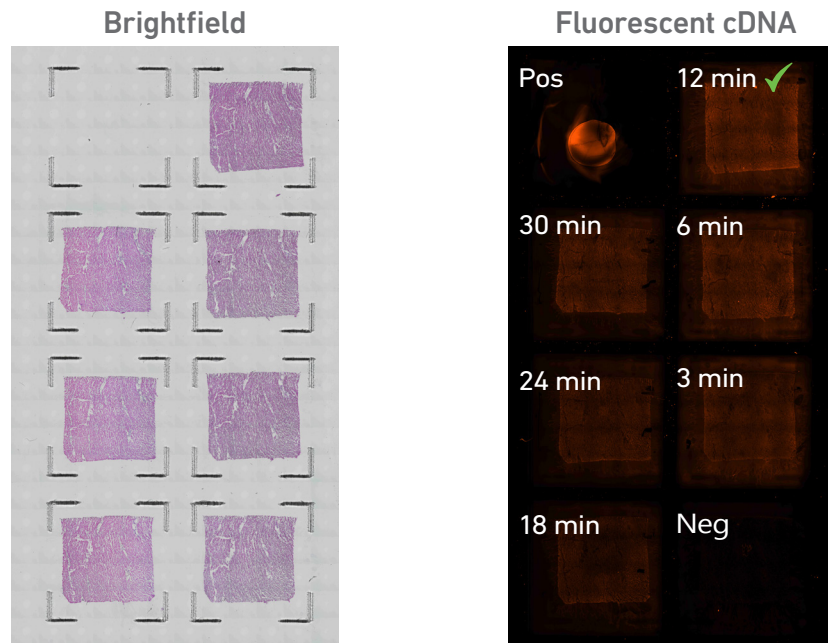 Brightfield
Fluorescent cDNA
Pos
12 min
30 min
6 min
24 min
3 min
18 min
Neg